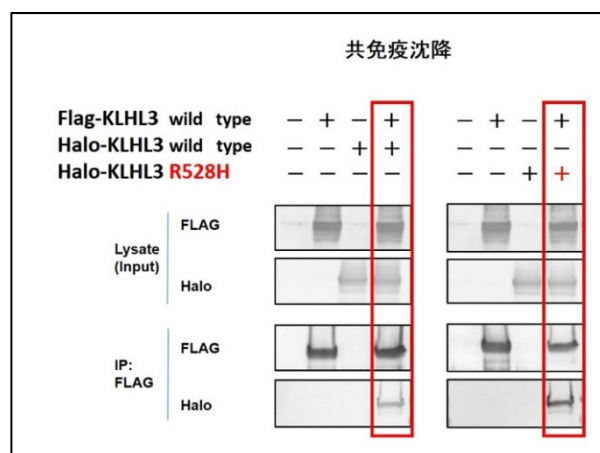 共免疫沈降
Flag-KLHL3 wild type − + − + − + − +
Halo-KLHL3 wild type − − + + − − − −
Halo-KLHL3 R528H − − − − − − + +
Lysate
(Input)
FLAG
Halo
IP:
FLAG
FLAG
Halo